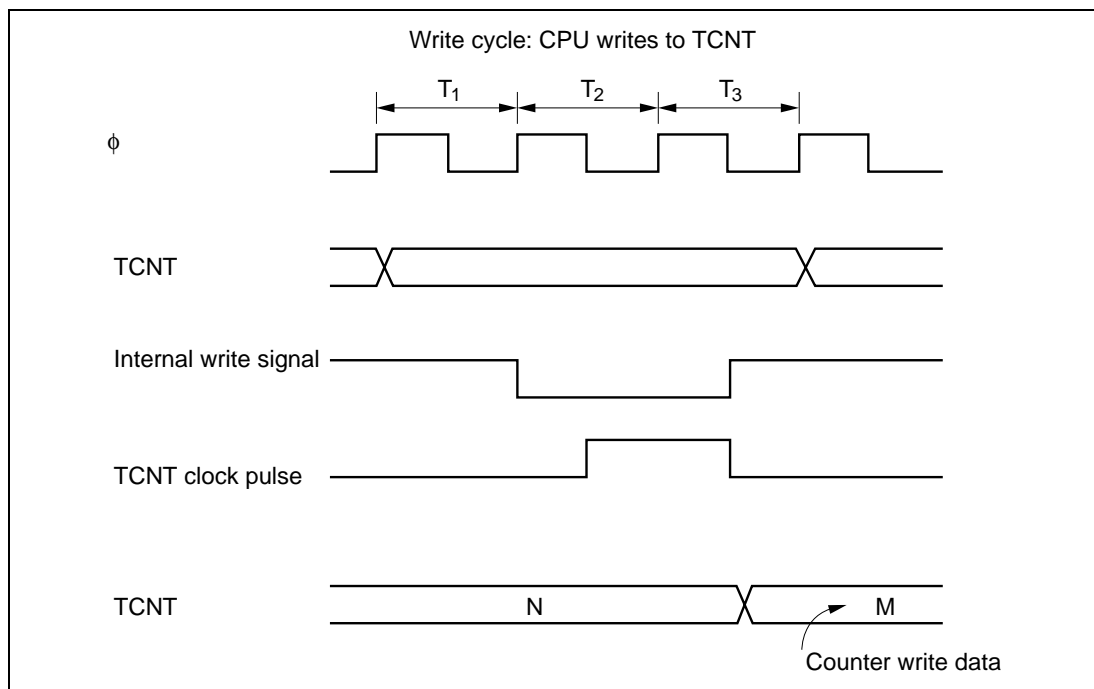 Write cycle: CPU writes to TCNT
T1 T2 T3
ϕ
TCNT
Internal write signal
TCNT clock pulse
TCNT N M
Counter write data